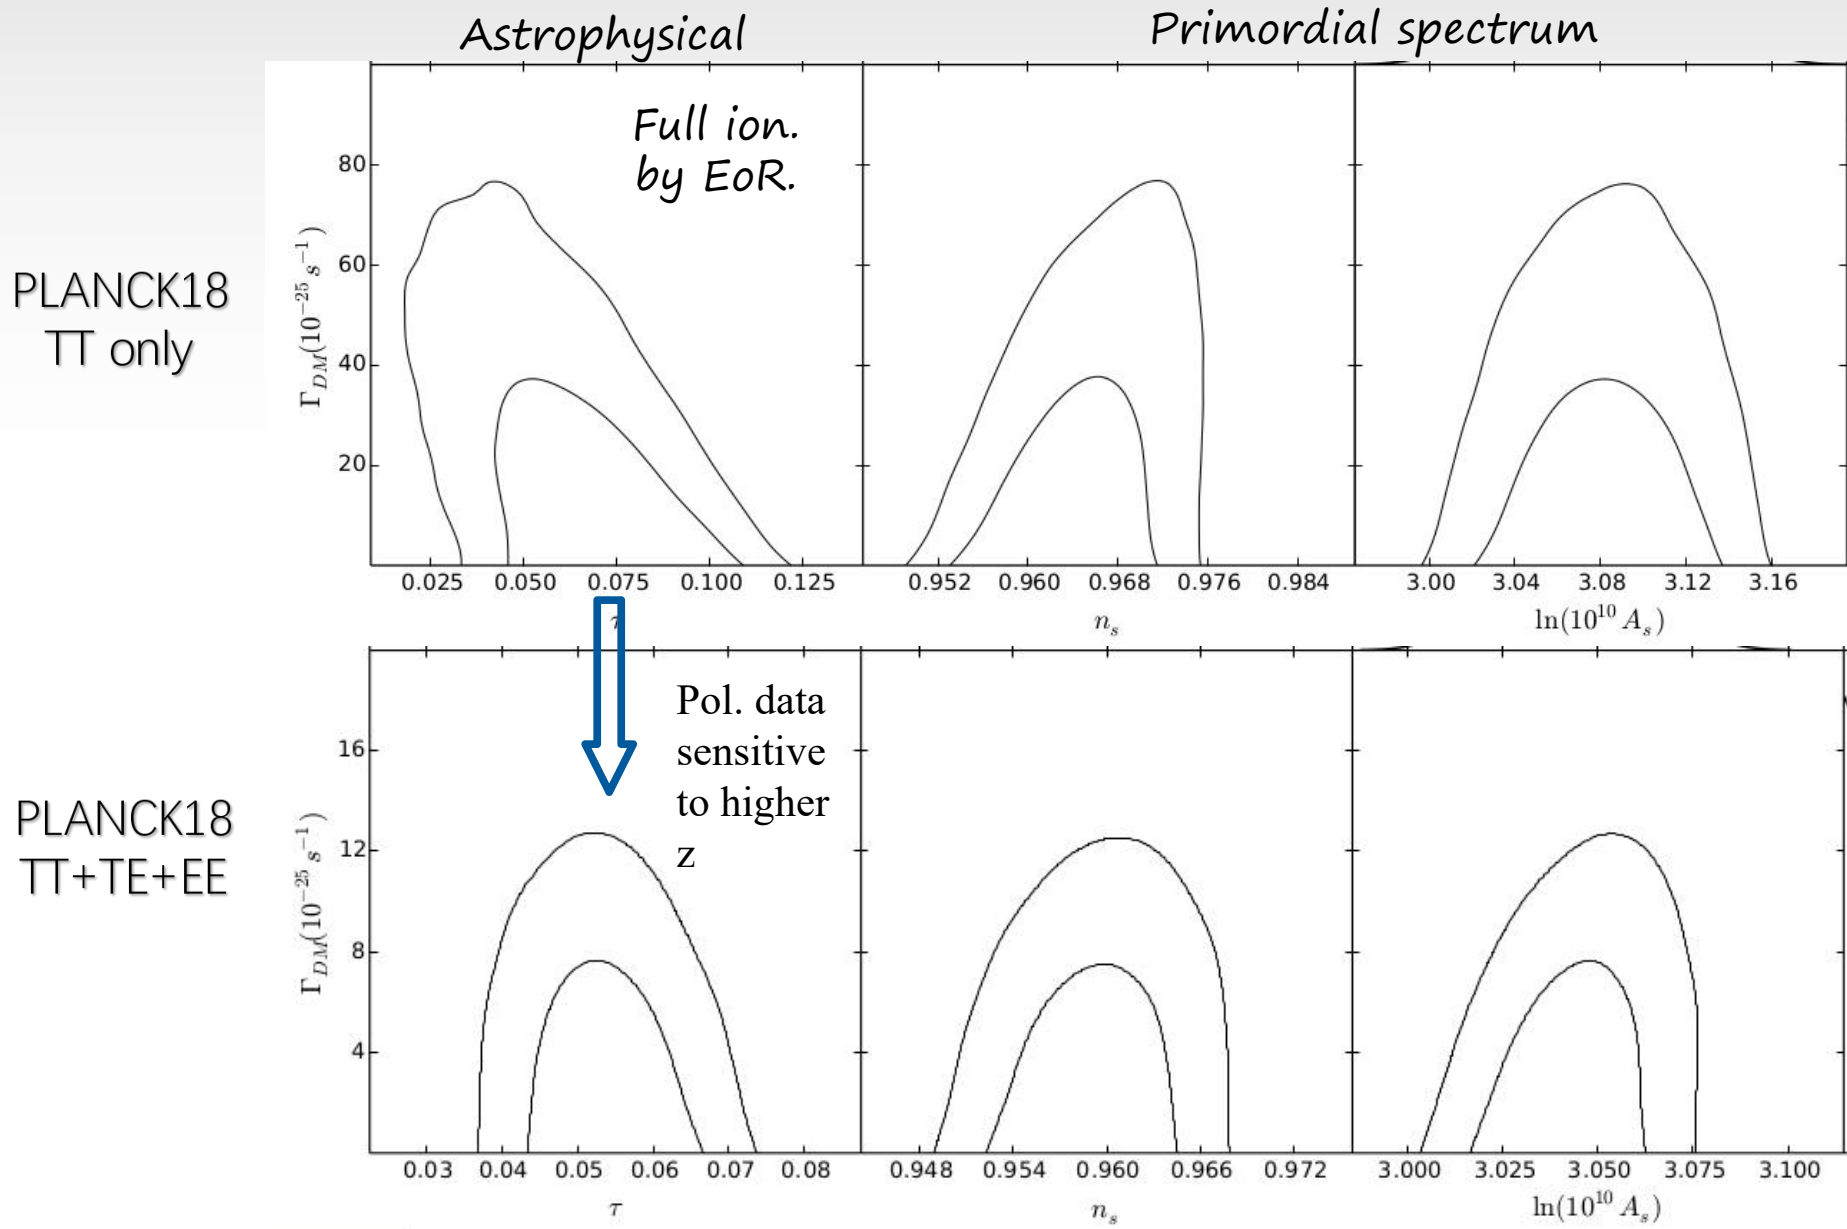 Astrophysical
Primordial spectrum
Full ion.
by EoR.
PLANCK18
TT only
Γ_DM(10⁻²⁵ s⁻¹)
80
60
40
20
0.025 0.050 0.075 0.100 0.125
τ
0.952 0.960 0.968 0.976 0.984
n_s
3.00 3.04 3.08 3.12 3.16
ln(10¹⁰ A_s)
Pol. data
sensitive
to higher
z
PLANCK18
TT+TE+EE
Γ_DM(10⁻²⁵ s⁻¹)
16
12
8
4
0.03 0.04 0.05 0.06 0.07 0.08
τ
0.948 0.954 0.960 0.966 0.972
n_s
3.000 3.025 3.050 3.075 3.100
ln(10¹⁰ A_s)